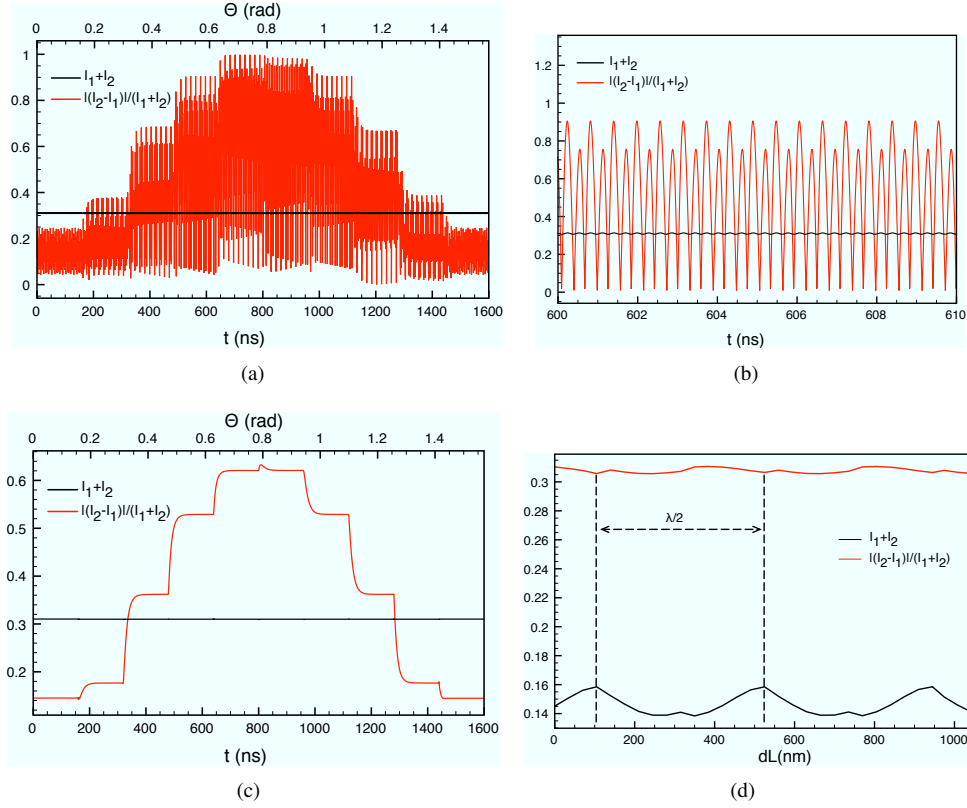 Θ (rad)
0 0.2 0.4 0.6 0.8 1 1.2 1.4
1
0.8
0.6
0.4
0.2
0
I1+I2
|(I2-I1)|/(I1+I2)
0 200 400 600 800 1000 1200 1400 1600
t (ns)
(a)
1.2
1
0.8
0.6
0.4
0.2
0
I1+I2
|(I2-I1)|/(I1+I2)
600 602 604 606 608 610
t (ns)
(b)
Θ (rad)
0 0.2 0.4 0.6 0.8 1 1.2 1.4
0.6
0.5
0.4
0.3
0.2
I1+I2
|(I2-I1)|/(I1+I2)
0 200 400 600 800 1000 1200 1400 1600
t (ns)
(c)
0.3
0.28
0.26
0.24
0.22
0.2
0.18
0.16
0.14
λ/2
I1+I2
|(I2-I1)|/(I1+I2)
0 200 400 600 800 1000
dL(nm)
(d)